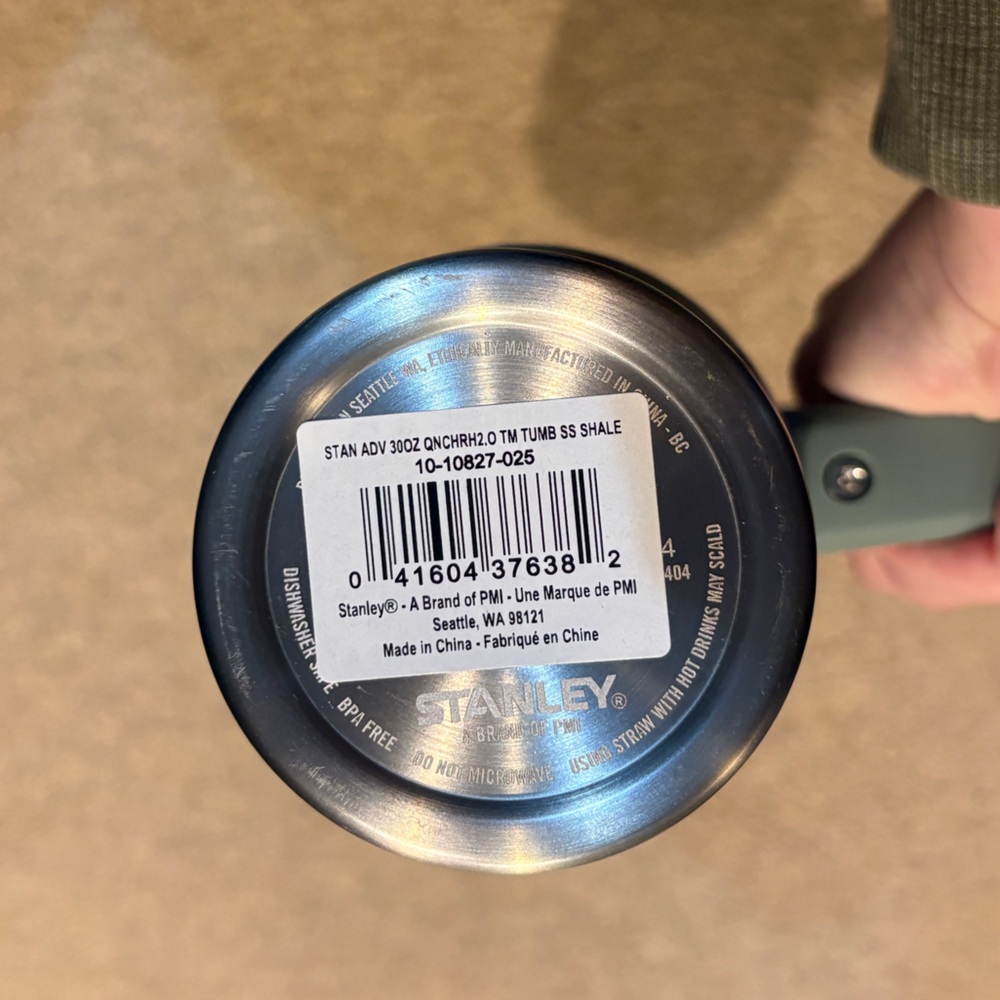 STAN ADV 30OZ QNCHRH2.O TM TUMB SS SHALE
10-10827-025
0 41604 37638 2
Stanley® - A Brand of PMI - Une Marque de PMI
Seattle, WA 98121
Made in China - Fabriqué en Chine
SEATTLE WA, ETHICALLY MANUFACTURED IN CHINA - BC
4
404
STANLEY®
A BRAND OF PMI
DISHWASHER SAFE BPA FREE DO NOT MICROWAVE USING STRAW WITH HOT DRINKS MAY SCALD